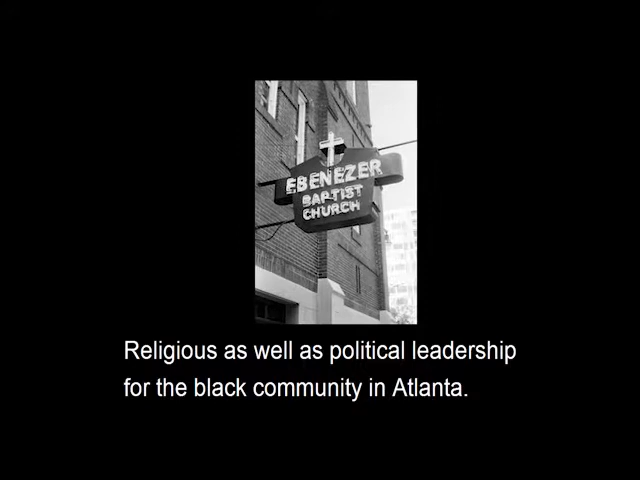 EBENEZER
BAPTIST
CHURCH
Religious as well as political leadership
for the black community in Atlanta.